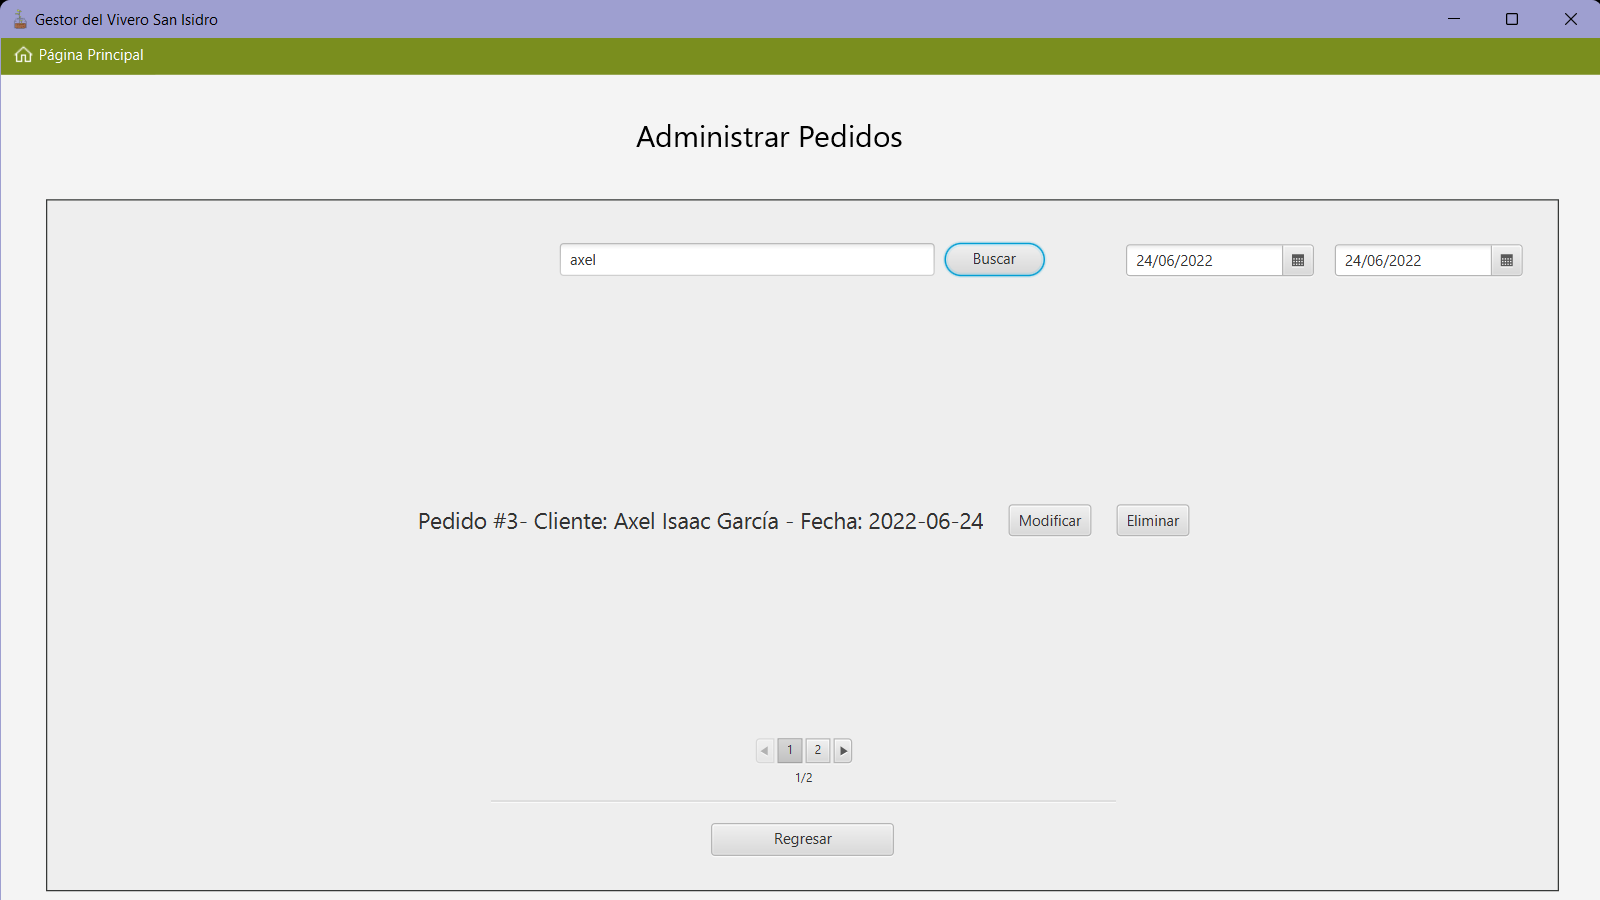 Gestor del Vivero San Isidro
Página Principal
Administrar Pedidos
axel
Buscar
24/06/2022
24/06/2022
Pedido #3- Cliente: Axel Isaac García - Fecha: 2022-06-24
Modificar
Eliminar
1
2
1/2
Regresar